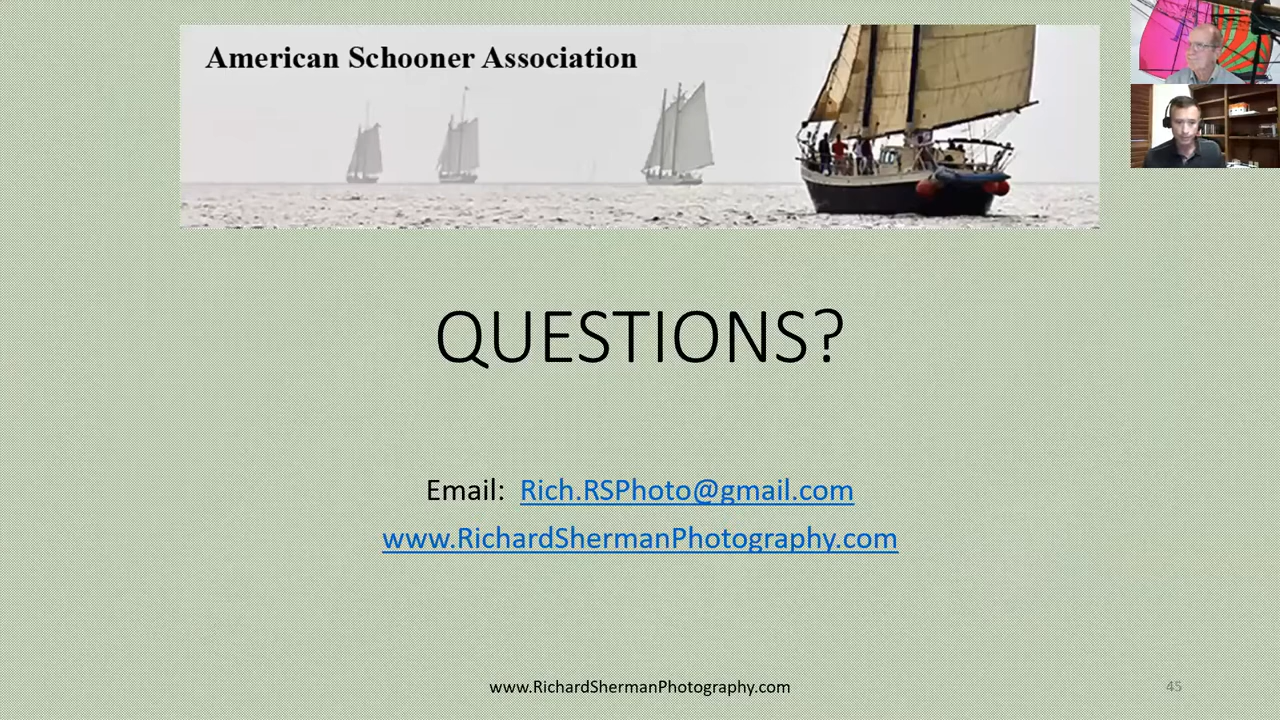 American Schooner Association
QUESTIONS?
Email: Rich.RSPhoto@gmail.com
www.RichardShermanPhotography.com
www.RichardShermanPhotography.com
45